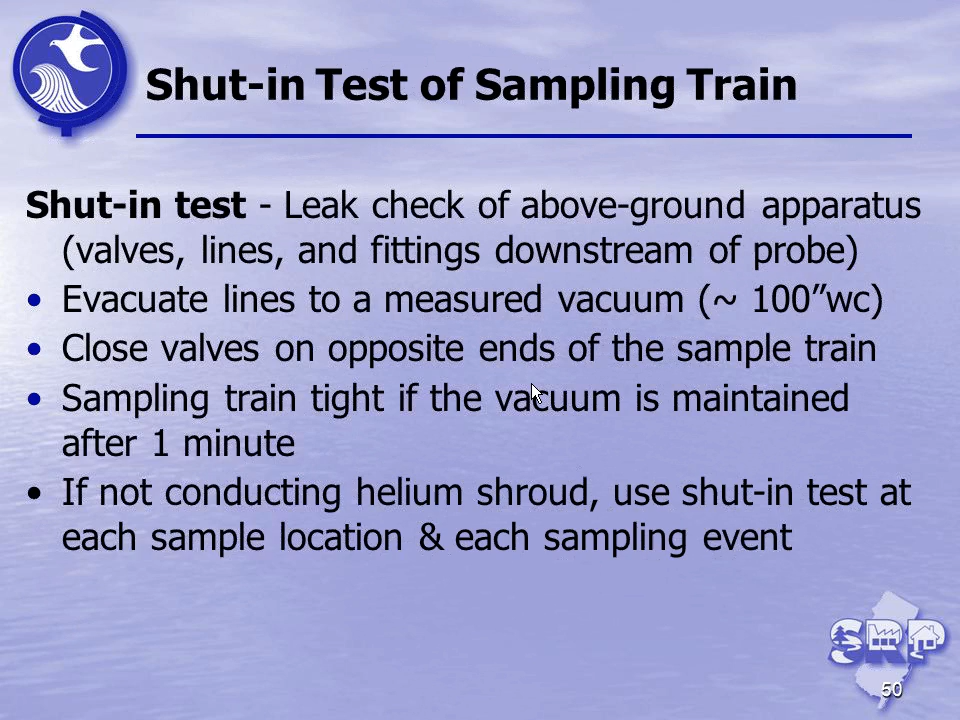 Shut-in Test of Sampling Train
Shut-in test - Leak check of above-ground apparatus
(valves, lines, and fittings downstream of probe)
• Evacuate lines to a measured vacuum (~ 100”wc)
• Close valves on opposite ends of the sample train
• Sampling train tight if the vacuum is maintained
after 1 minute
• If not conducting helium shroud, use shut-in test at
each sample location & each sampling event
SRP
50